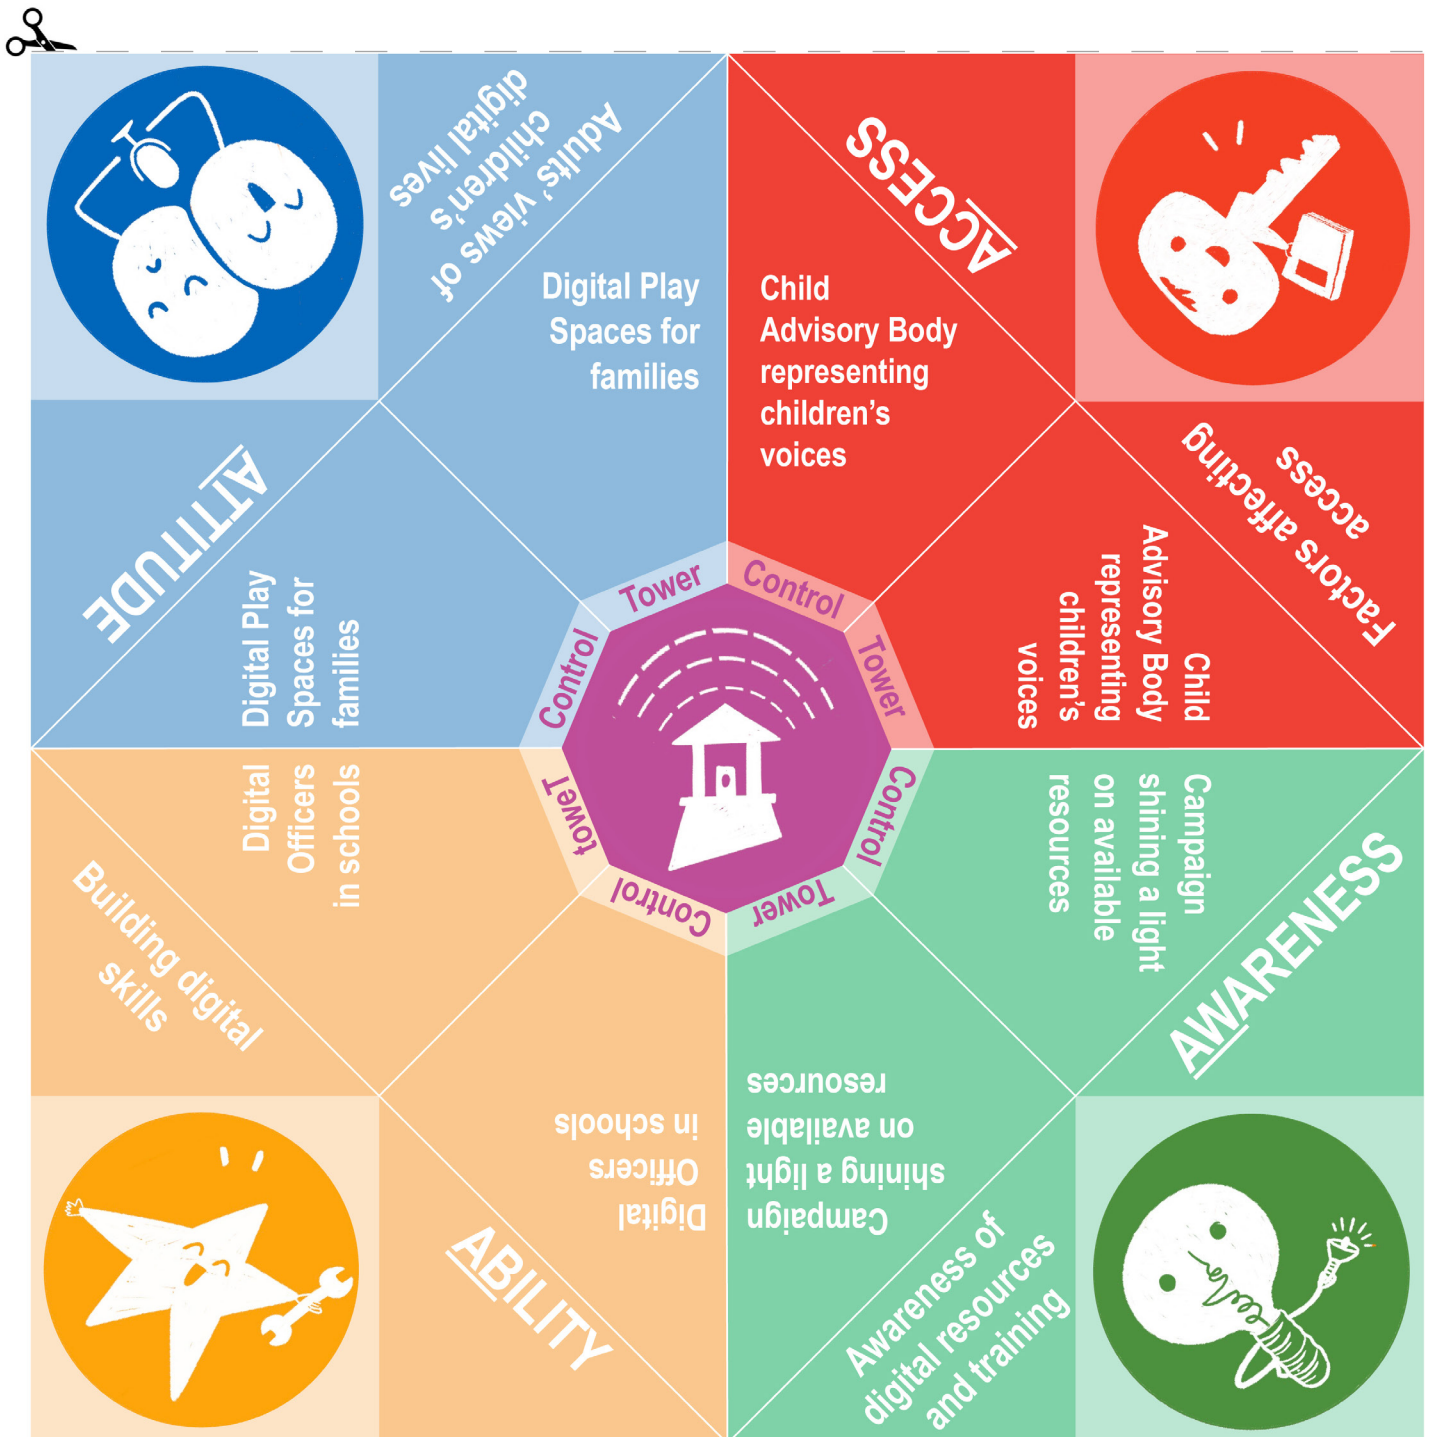 Adults' views of
children's
digital lives
ATTITUDE
Digital Play
Spaces for
families
Digital Play
Spaces for
families
ACCESS
Factors affecting
access
Child
Advisory Body
representing
children's
voices
Child
Advisory Body
representing
children's
voices
Control
Tower
Control
Tower
Control
Tower
Control
Tower
Digital
Officers
in schools
Building digital
skills
Digital
Officers
in schools
ABILITY
Campaign
shining a light
on available
resources
AWARENESS
Campaign
shining a light
on available
resources
Awareness of
digital resources
and training